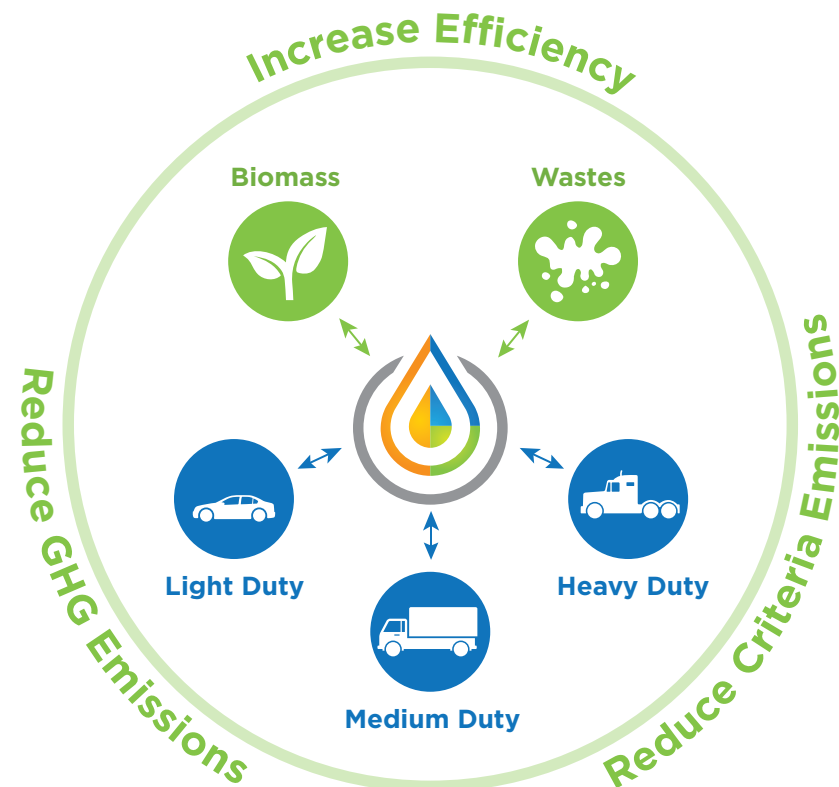 Increase Efficiency
Biomass
Wastes
Reduce GHG Emissions
Reduce Criteria Emissions
Light Duty
Heavy Duty
Medium Duty